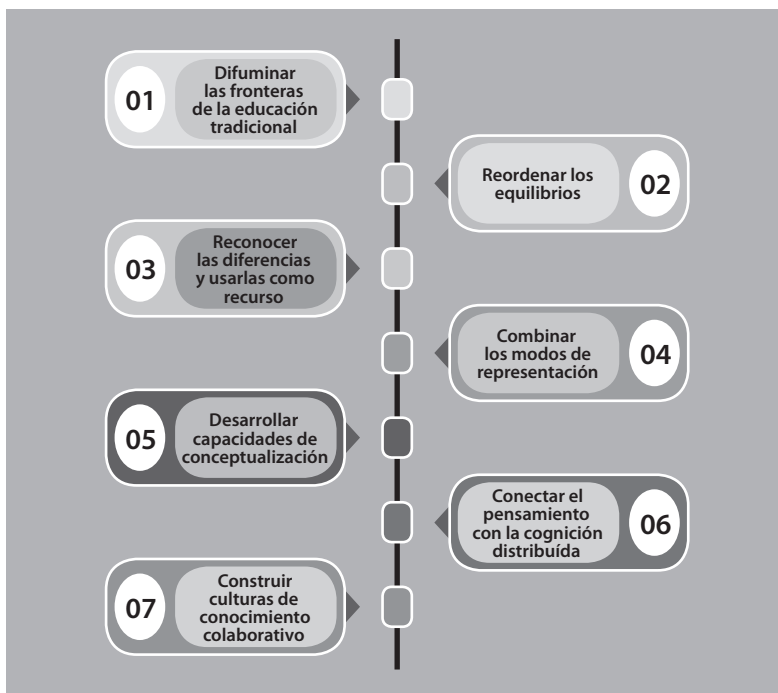 01
Difuminar
las fronteras
de la educación
tradicional
Reordenar los
equilibrios
02
03
Reconocer
las diferencias
y usarlas como
recurso
Combinar
los modos de
representación
04
05
Desarrollar
capacidades de
conceptualización
Conectar el
pensamiento
con la cognición
distribuída
06
07
Construir
culturas de
conocimiento
colaborativo